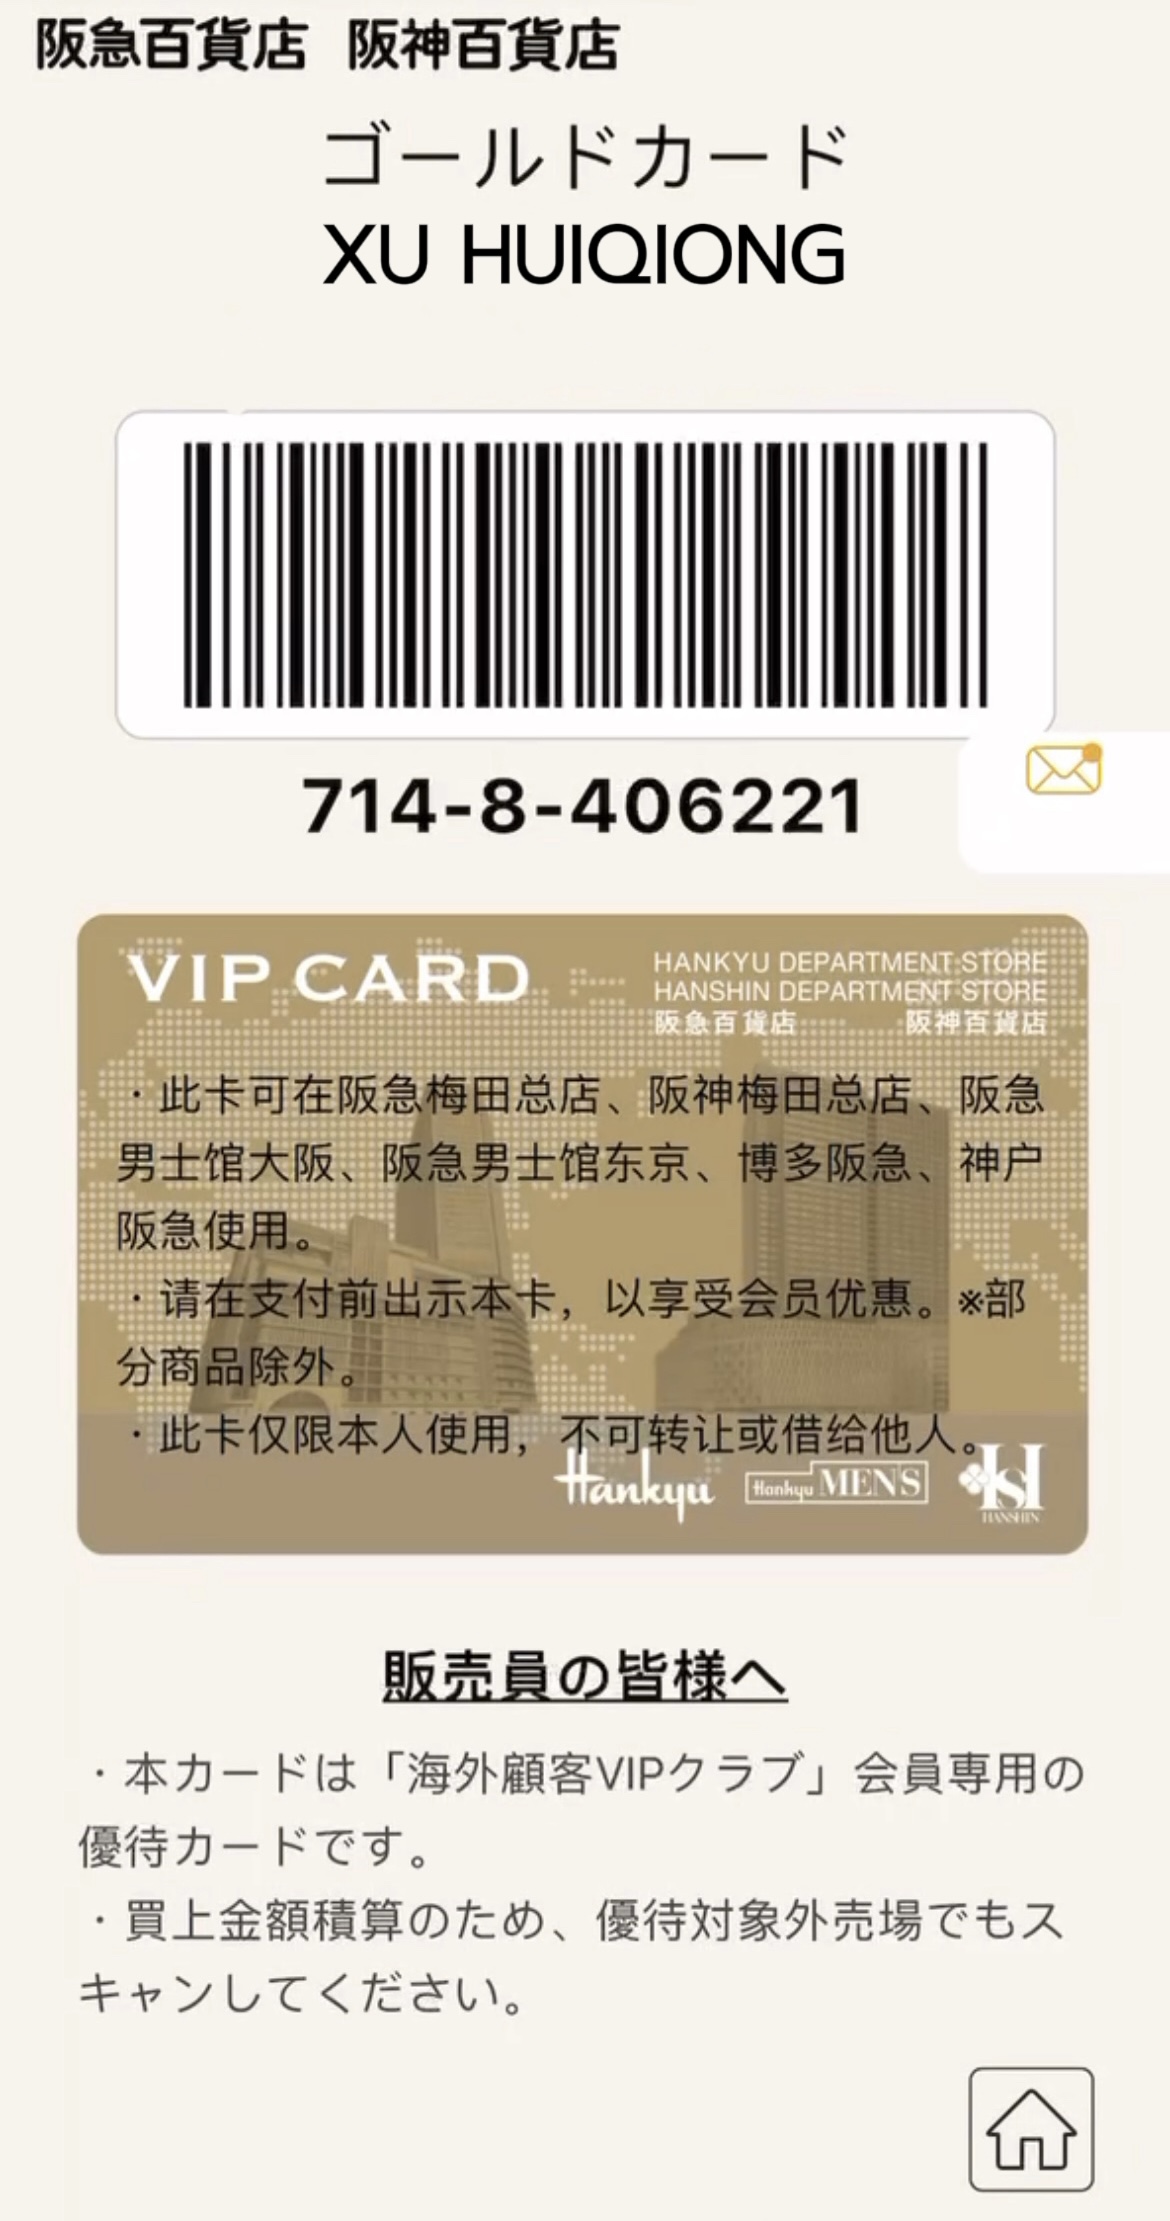 阪急百貨店 阪神百貨店
ゴールドカード
XU HUIQIONG
714-8-406221
VIP CARD
HANKYU DEPARTMENT STORE
HANSHIN DEPARTMENT STORE
阪急百貨店 阪神百貨店
・此卡可在阪急梅田总店、阪神梅田总店、阪急
男士馆大阪、阪急男士馆东京、博多阪急、神户
阪急使用。
・请在支付前出示本卡，以享受会员优惠。※部
分商品除外。
・此卡仅限本人使用，不可转让或借给他人。
Hankyu Hankyu MEN'S HANSHIN
販売員の皆様へ
・本カードは「海外顧客VIPクラブ」会員専用の
優待カードです。
・買上金額積算のため、優待対象外売場でもス
キャンしてください。